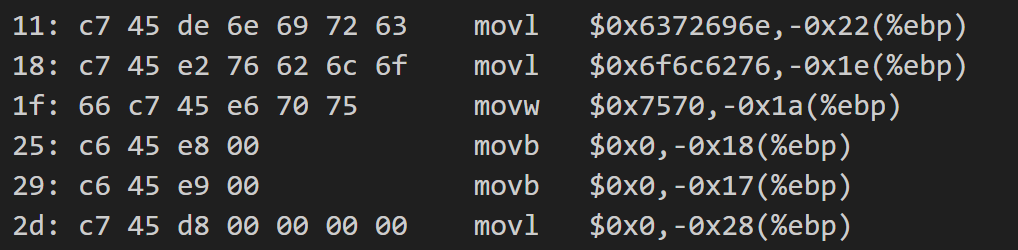 11: c7 45 de 6e 69 72 63 movl $0x6372696e,-0x22(%ebp)
18: c7 45 e2 76 62 6c 6f movl $0x6f6c6276,-0x1e(%ebp)
1f: 66 c7 45 e6 70 75 movw $0x7570,-0x1a(%ebp)
25: c6 45 e8 00 movb $0x0,-0x18(%ebp)
29: c6 45 e9 00 movb $0x0,-0x17(%ebp)
2d: c7 45 d8 00 00 00 00 movl $0x0,-0x28(%ebp)